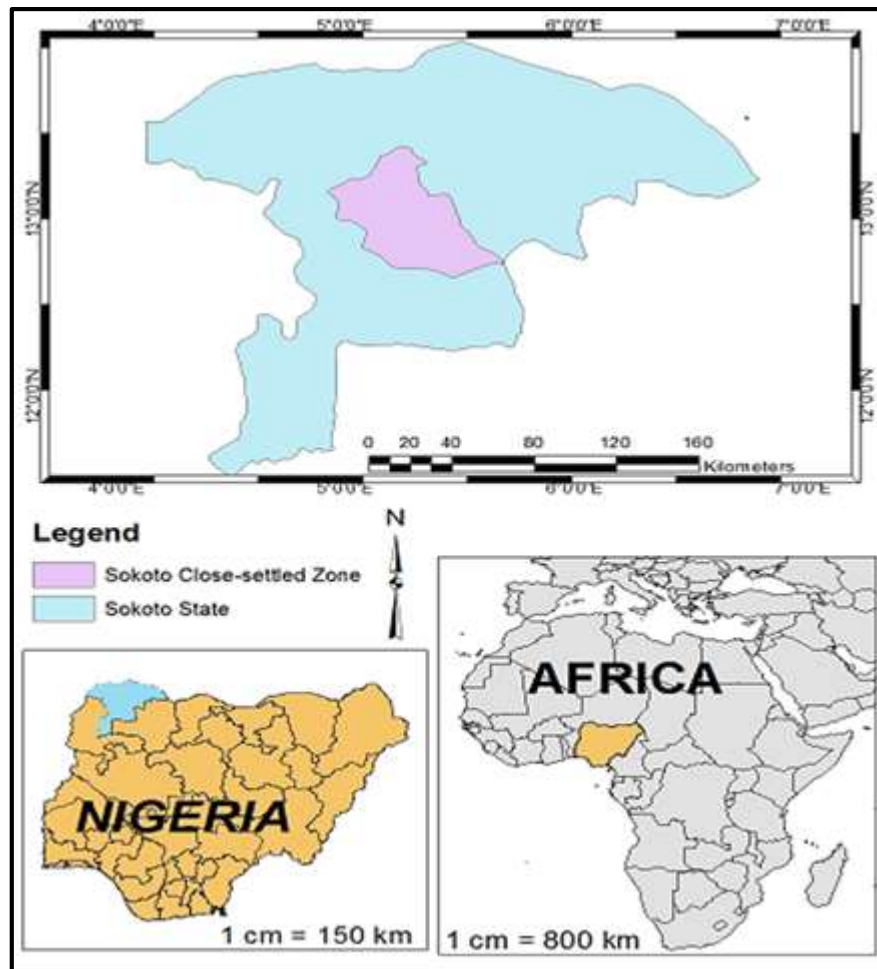 4°0'0"E 5°0'0"E 6°0'0"E 7°0'0"E
13°0'0"N 13°0'0"N
12°0'0"N 12°0'0"N
0 20 40 80 120 160
Kilometers
4°0'0"E 5°0'0"E 6°0'0"E 7°0'0"E
Legend
Sokoto Close-settled Zone
Sokoto State
N
NIGERIA
1 cm = 150 km
AFRICA
1 cm = 800 km